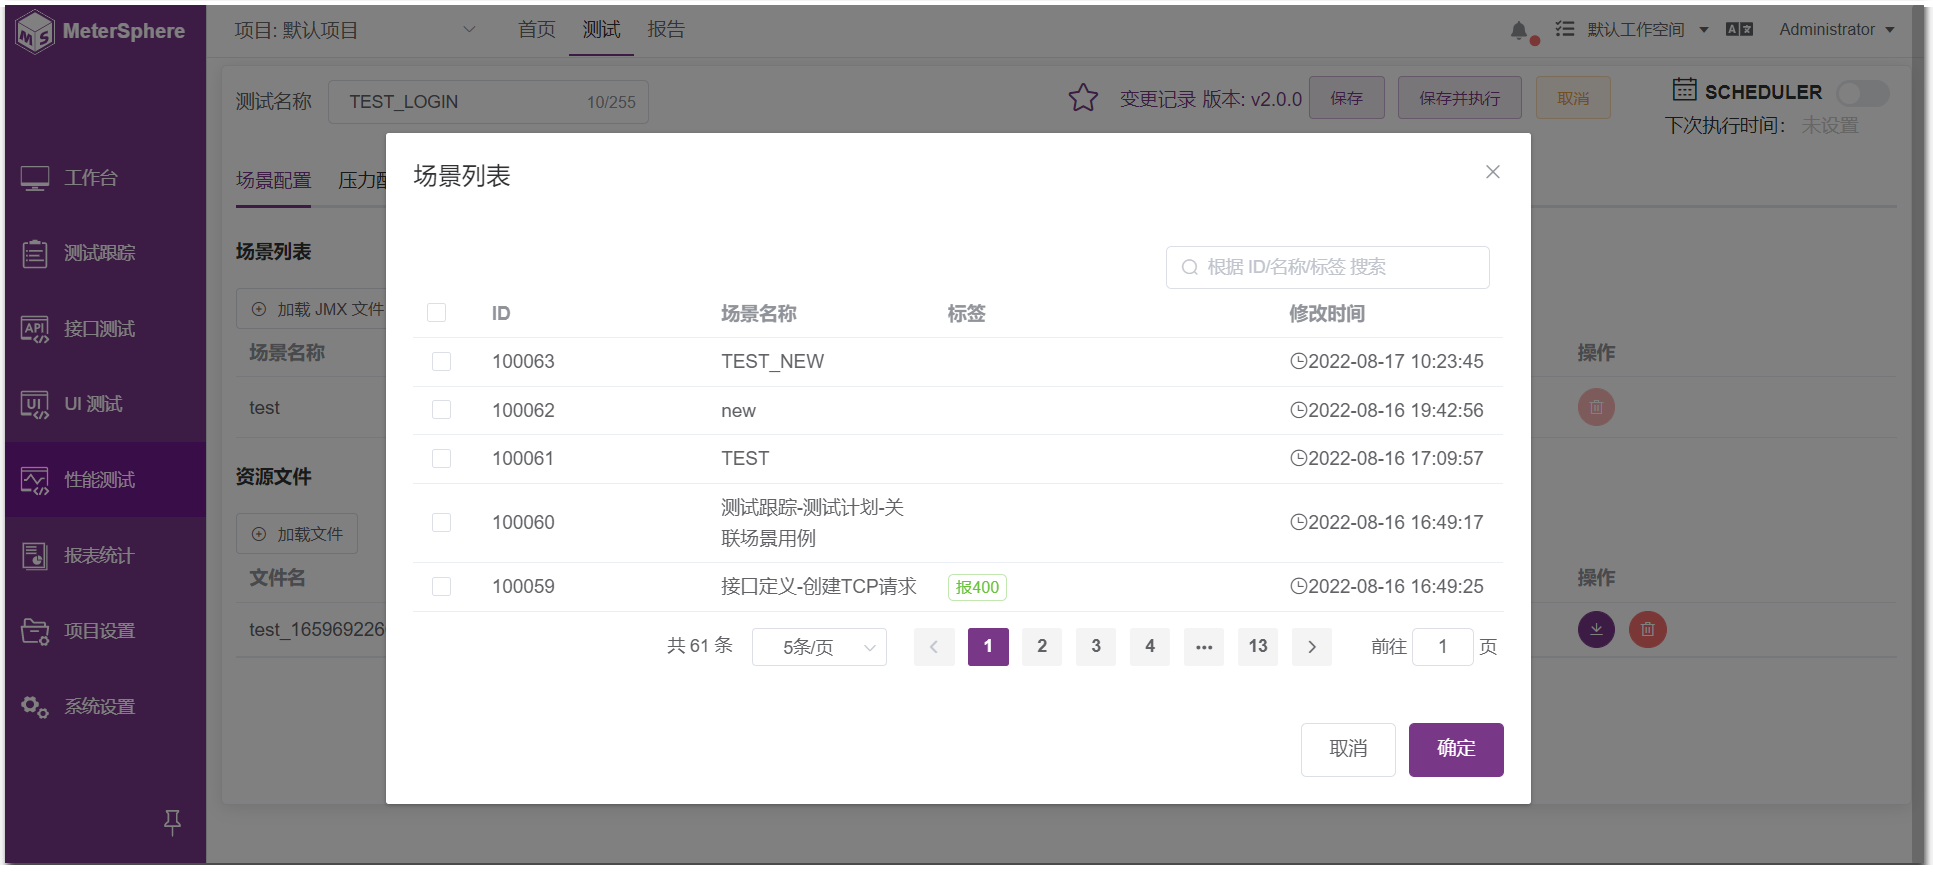 MeterSphere
项目: 默认项目
首页 测试 报告
默认工作空间
Administrator
测试名称 TEST_LOGIN 10/255
变更记录 版本: v2.0.0 保存 保存并执行 取消
SCHEDULER
下次执行时间: 未设置
工作台
测试跟踪
接口测试
UI 测试
性能测试
报表统计
项目设置
系统设置
场景配置
场景列表
加载 JMX 文件
场景名称 操作
test
资源文件
加载文件
文件名 操作
test_165969226
场景列表
根据 ID/名称/标签 搜索
ID 场景名称 标签 修改时间
100063 TEST_NEW 2022-08-17 10:23:45
100062 new 2022-08-16 19:42:56
100061 TEST 2022-08-16 17:09:57
100060 测试跟踪-测试计划-关
联场景用例 2022-08-16 16:49:17
100059 接口定义-创建TCP请求 报400 2022-08-16 16:49:25
共 61 条 5条/页 1 2 3 4 ••• 13 前往 1 页
取消 确定